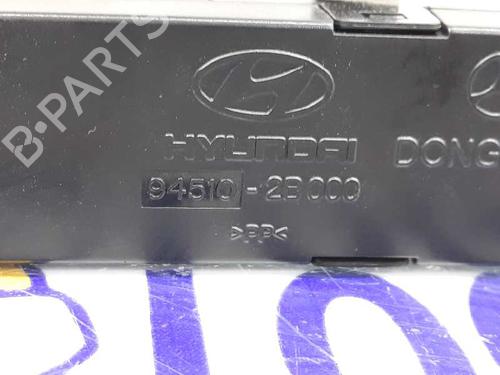 B-PARTS
HYUNDAI
DONG
94510-2B000
>PP<